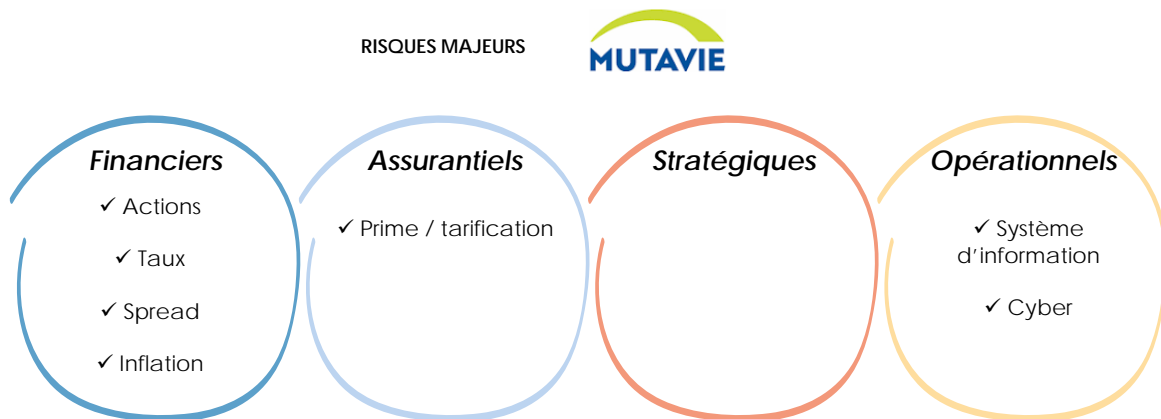 RISQUES MAJEURS
MUTAVIE
Financiers
✓ Actions
✓ Taux
✓ Spread
✓ Inflation
Assurantiels
✓ Prime / tarification
Stratégiques
Opérationnels
✓ Système
d'information
✓ Cyber